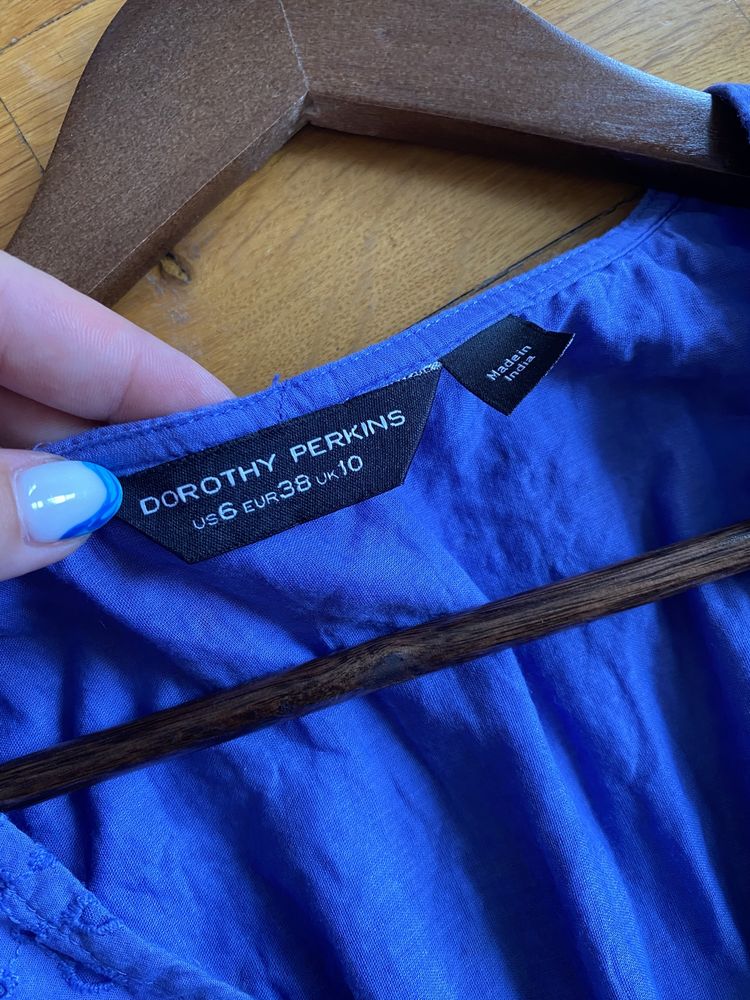 DOROTHY PERKINS
US6 EUR38 UK10
Made in
India